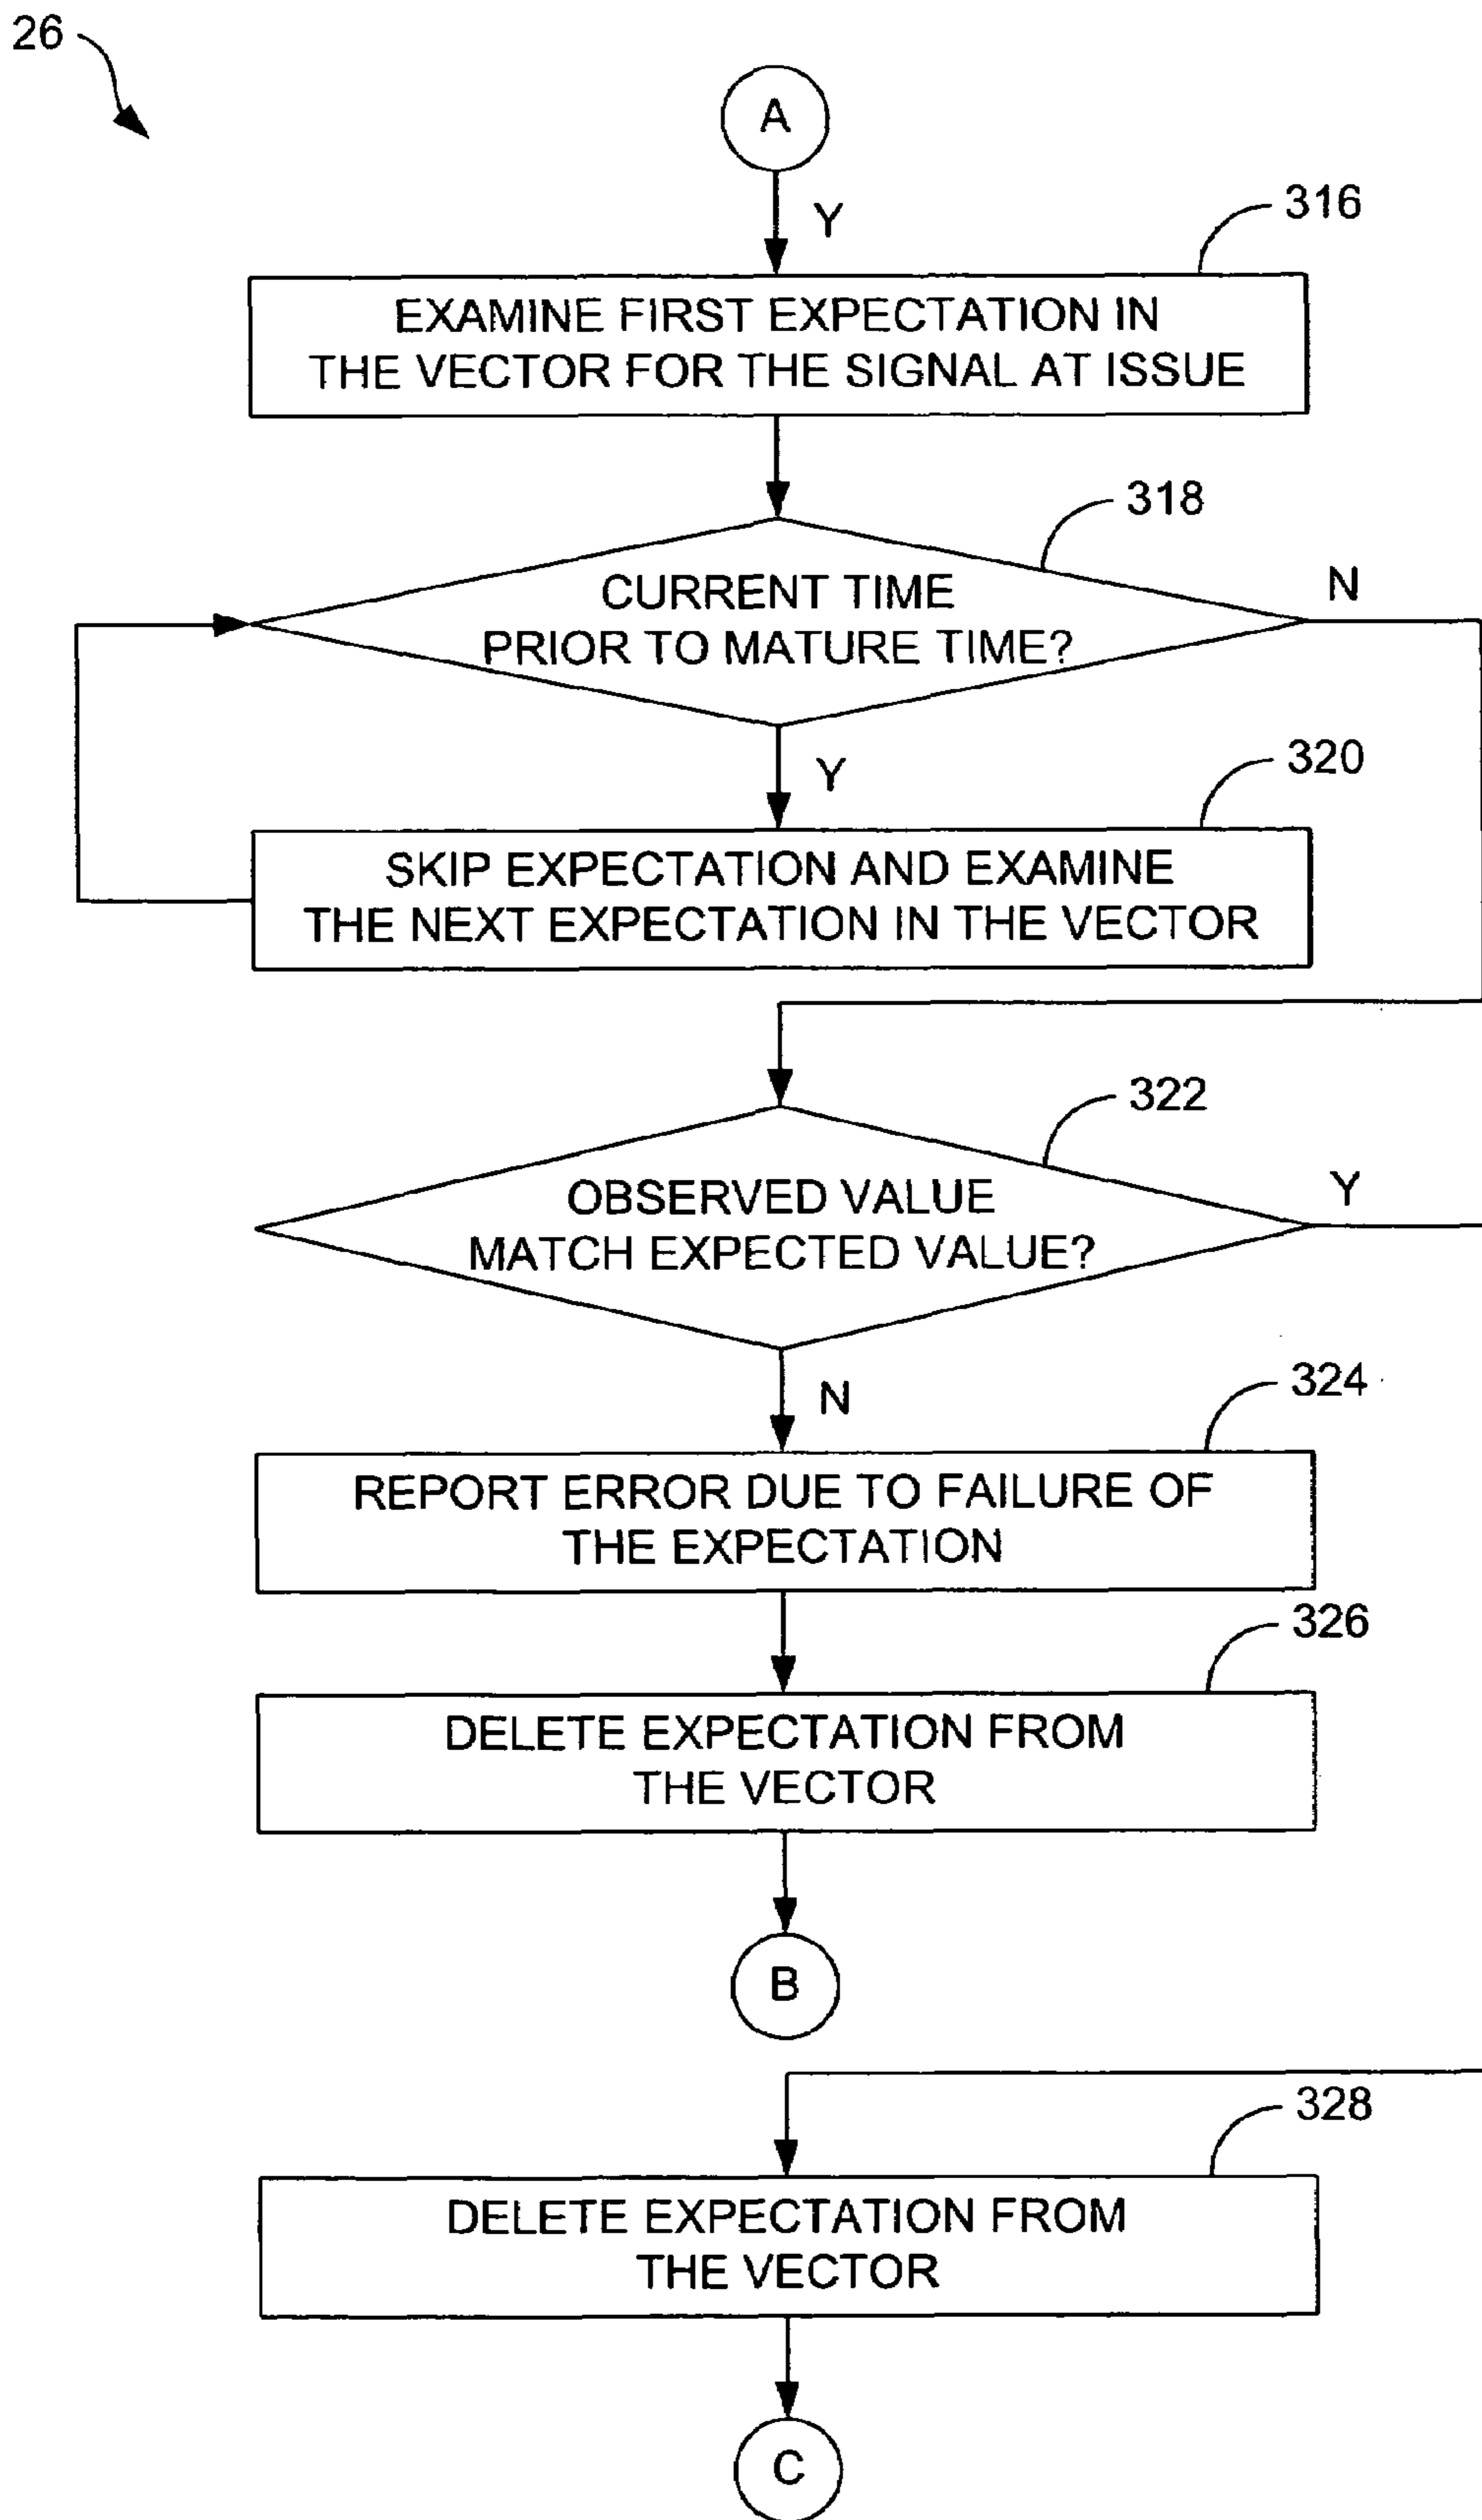 26
A
Y
316
EXAMINE FIRST EXPECTATION IN
THE VECTOR FOR THE SIGNAL AT ISSUE
318
CURRENT TIME
PRIOR TO MATURE TIME?
N
Y
320
SKIP EXPECTATION AND EXAMINE
THE NEXT EXPECTATION IN THE VECTOR
322
OBSERVED VALUE
MATCH EXPECTED VALUE?
Y
N
324
REPORT ERROR DUE TO FAILURE OF
THE EXPECTATION
326
DELETE EXPECTATION FROM
THE VECTOR
B
328
DELETE EXPECTATION FROM
THE VECTOR
C